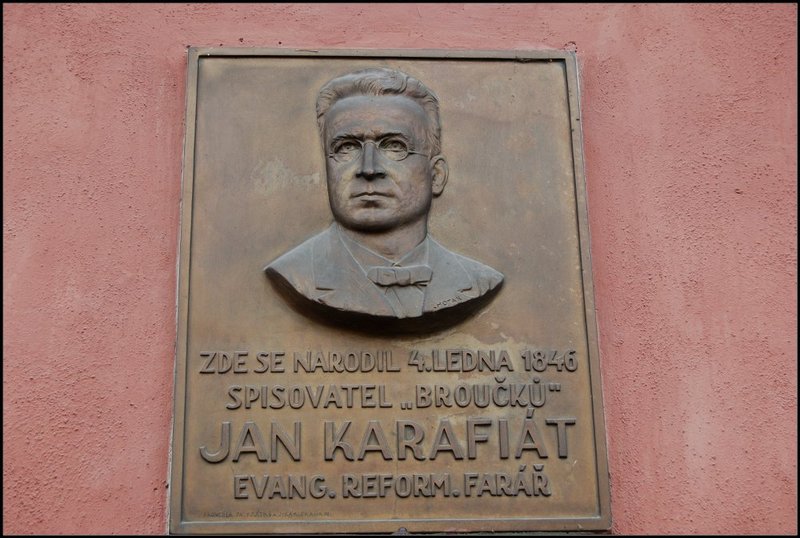 ZDE SE NARODIL 4. LEDNA 1846
SPISOVATEL „BROUČKŮ“
JAN KARAFIÁT
EVANG. REFORM. FARÁŘ